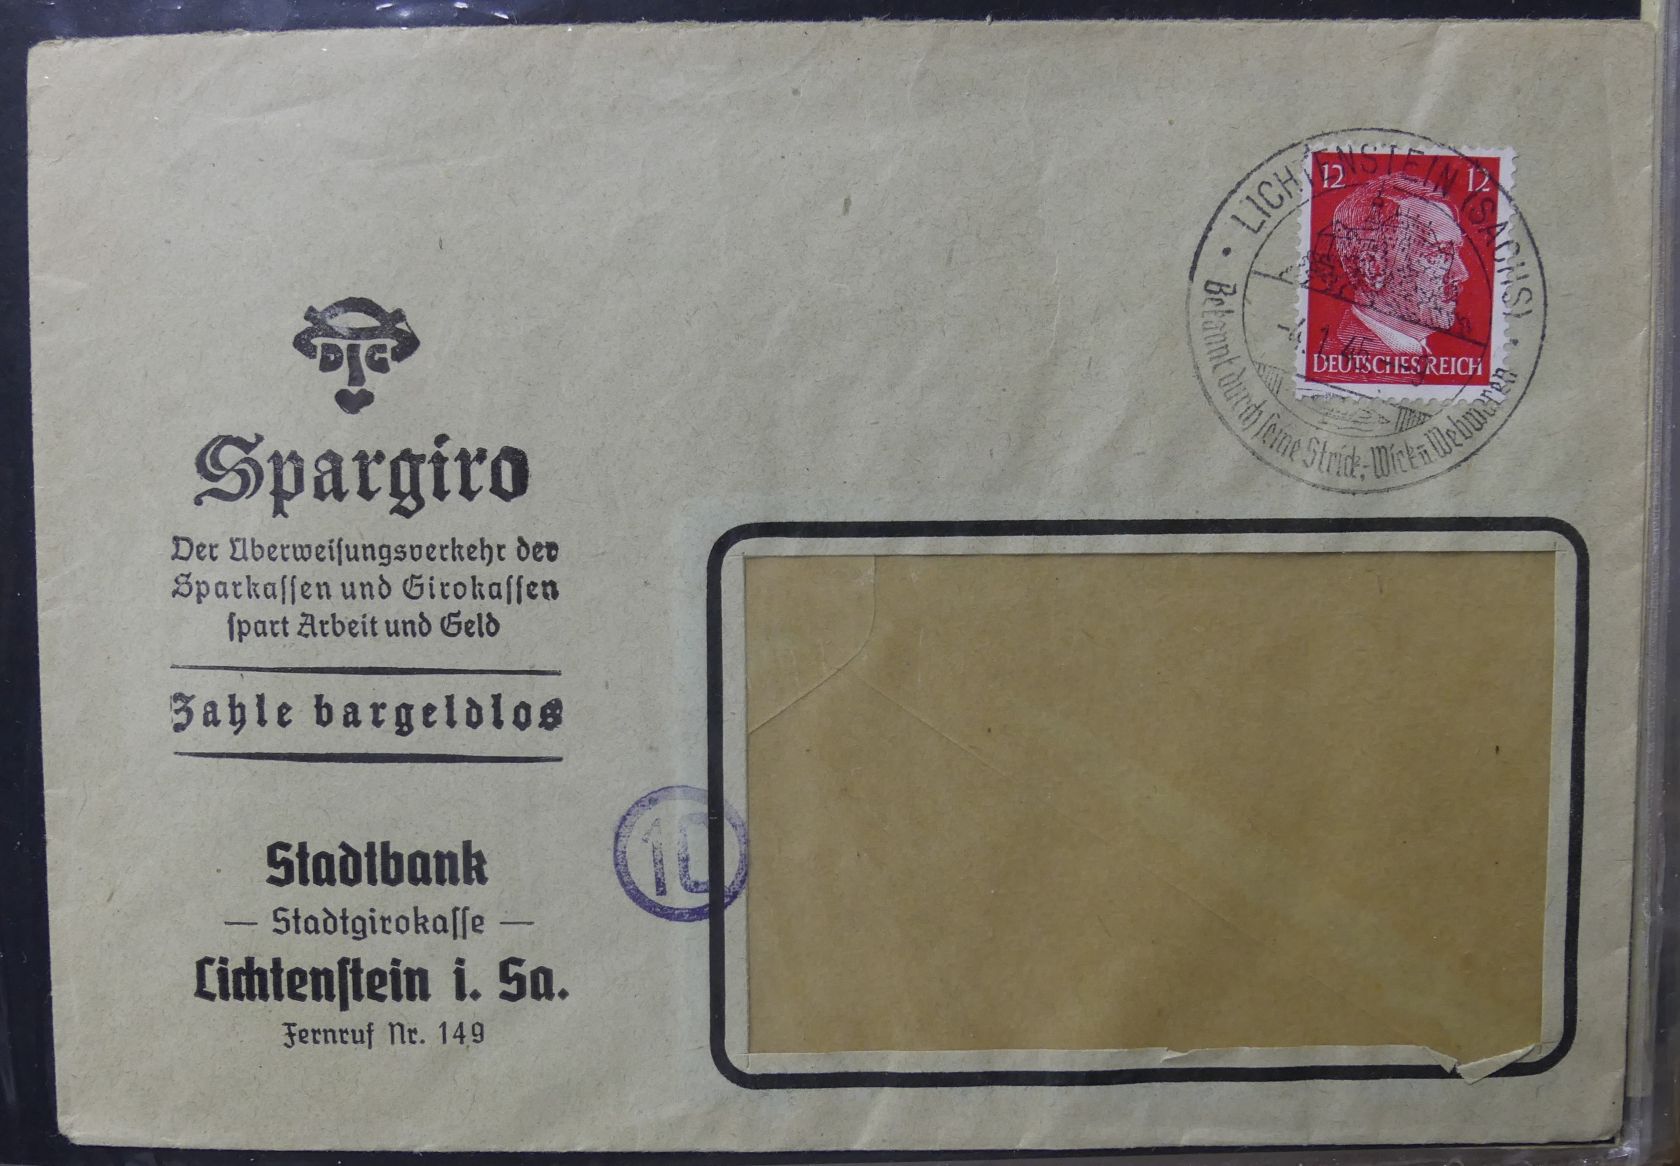 LICHTENSTEIN (SACHS)
12 12
DEUTSCHES REICH
Bekannt durch seine Strick-, Wirk- u. Webwaren
DSG
Spargiro
Der Überweisungsverkehr der
Sparkassen und Girokassen
spart Arbeit und Geld
Zahle bargeldlos
10
Stadtbank
— Stadtgirokasse —
Lichtenstein i. Sa.
Fernruf Nr. 149